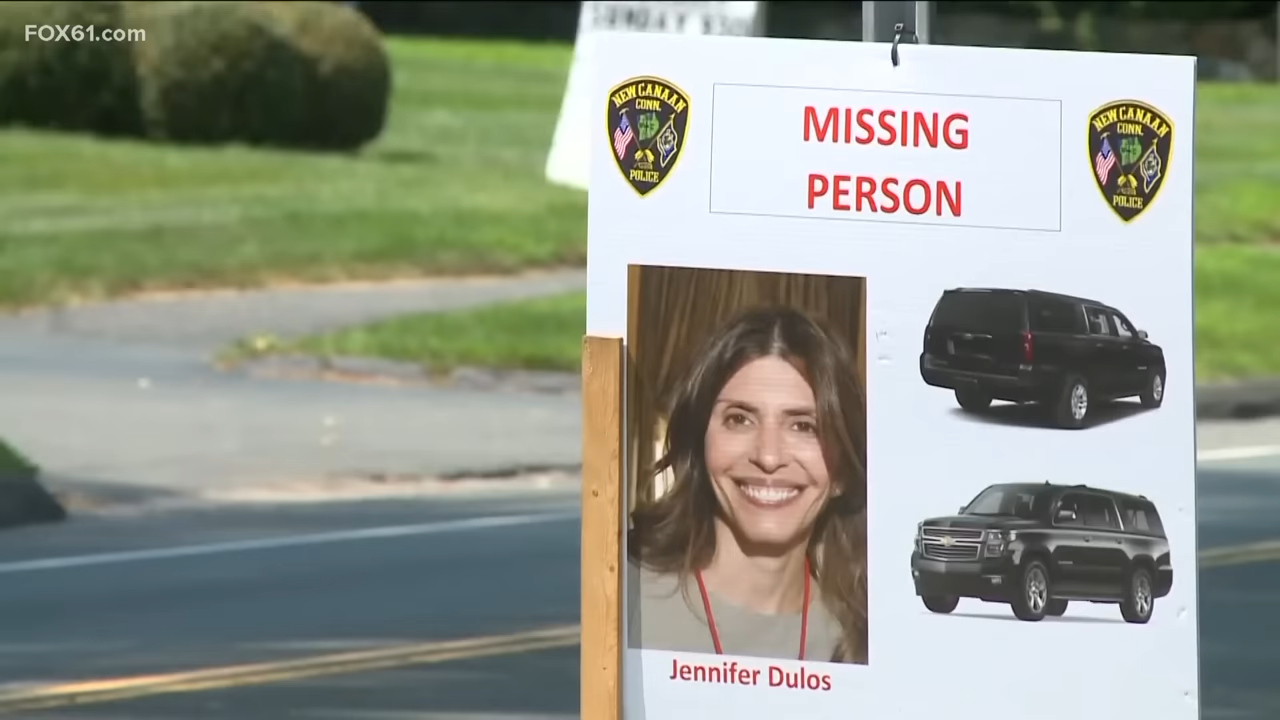 FOX61.com
MISSING
PERSON
NEW CANAAN
CONN.
POLICE
NEW CANAAN
CONN.
POLICE
Jennifer Dulos